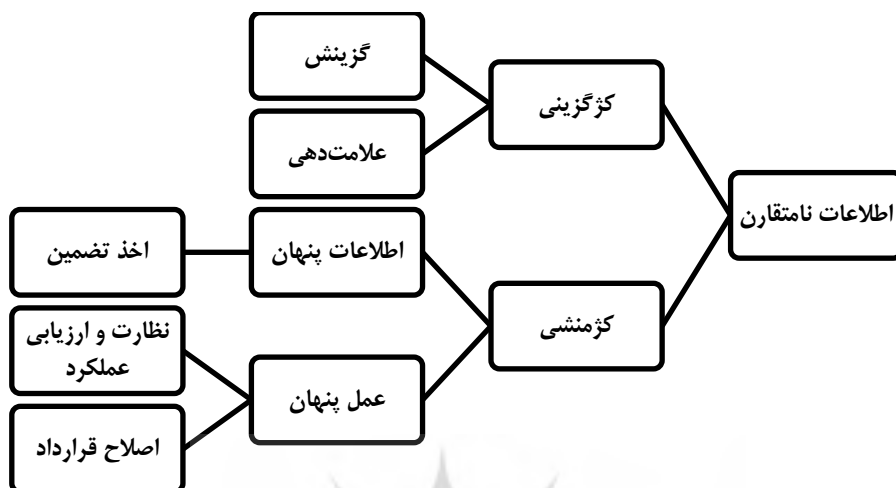 اطلاعات نامتقارن
کژگزینی
گزینش
علامت‌دهی
کژمنشی
اطلاعات پنهان
اخذ تضمین
عمل پنهان
نظارت و ارزیابی
عملکرد
اصلاح قرارداد